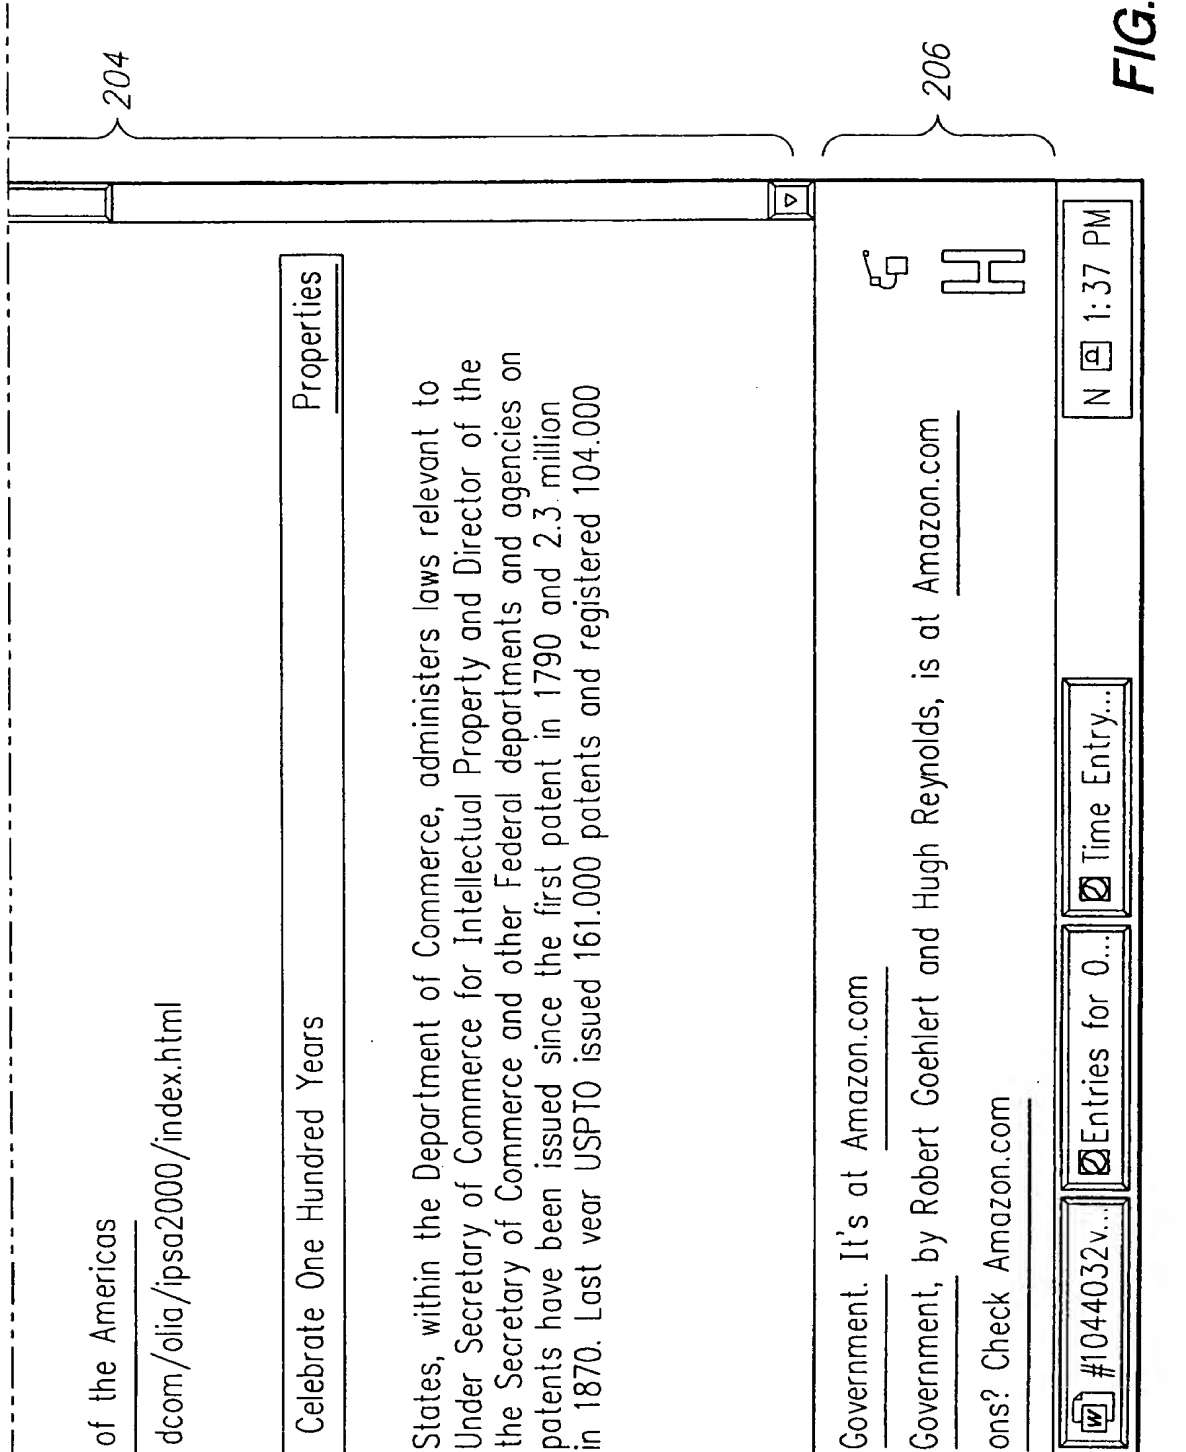 204
of the Americas
dcom/olia/ipsa2000/index.html
Celebrate One Hundred Years Properties
States, within the Department of Commerce, administers laws relevant to
Under Secretary of Commerce for Intellectual Property and Director of the
the Secretary of Commerce and other Federal departments and agencies on
patents have been issued since the first patent in 1790 and 2.3 million
in 1870. Last vear USPTO issued 161.000 patents and registered 104.000
206
Government. It's at Amazon.com
Government, by Robert Goehlert and Hugh Reynolds, is at Amazon.com
ons? Check Amazon.com
H
W #1044032v... Entries for O... Time Entry... N 1:37 PM
FIG.